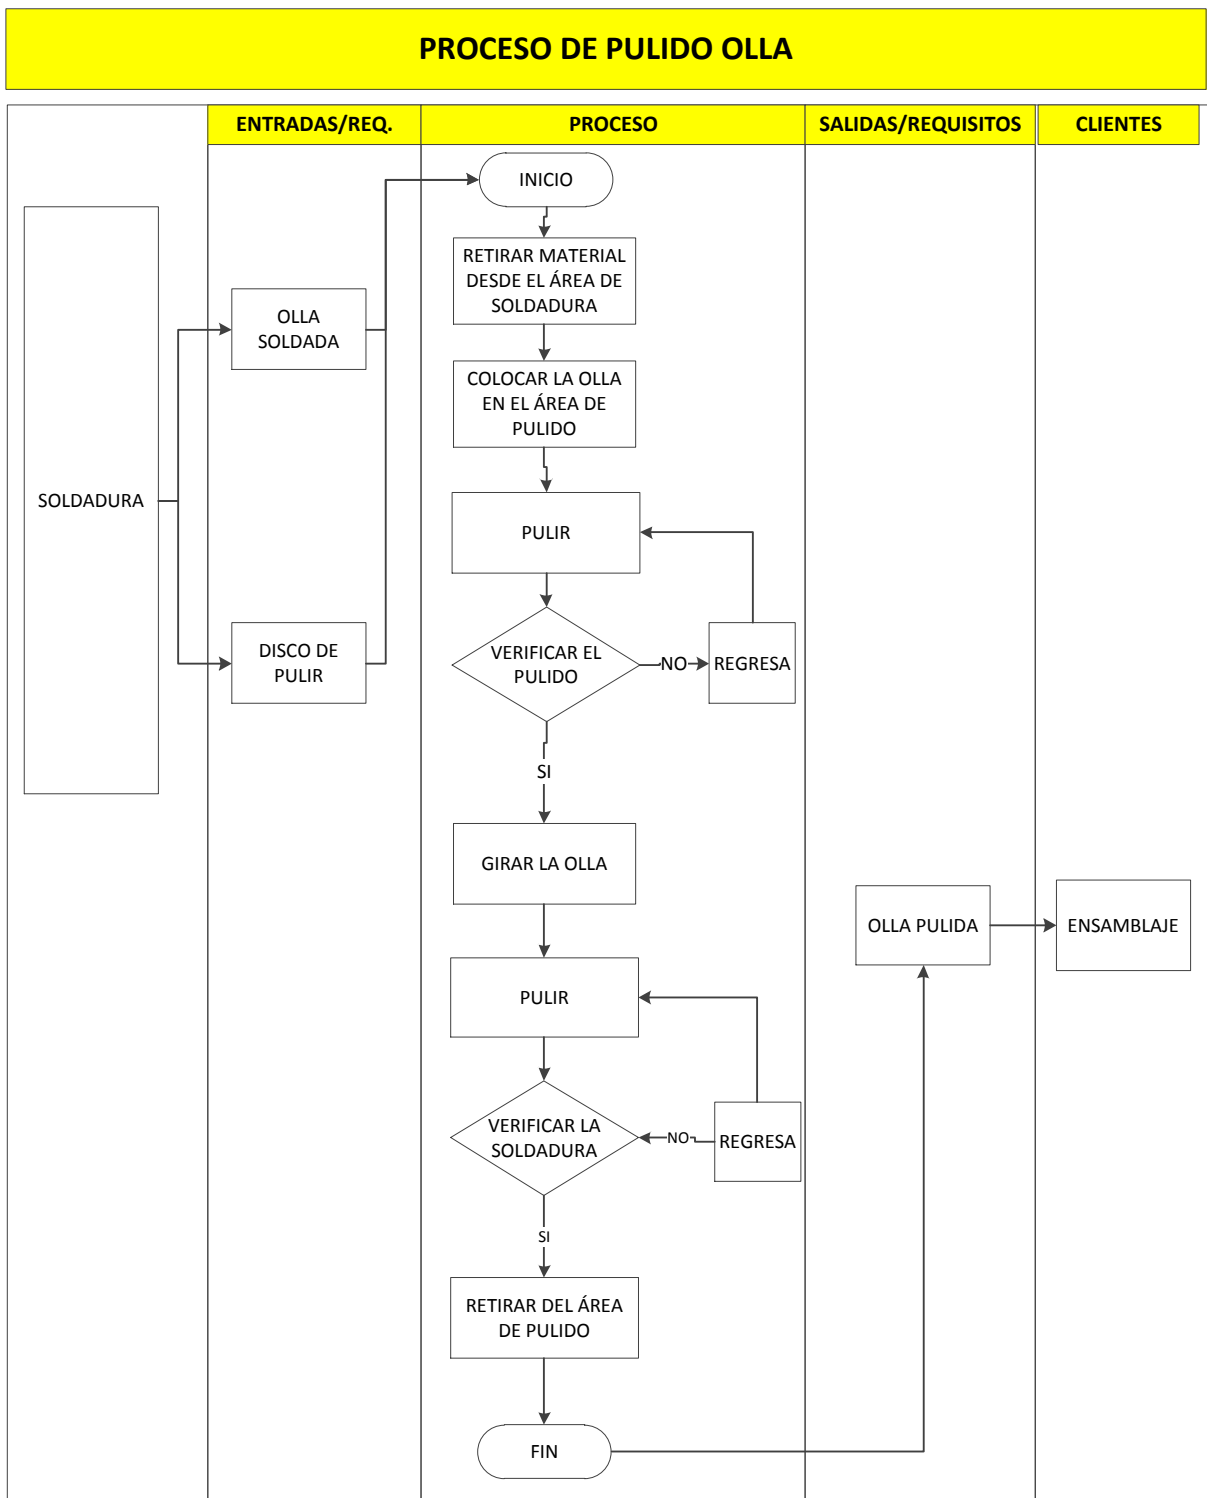 PROCESO DE PULIDO OLLA
ENTRADAS/REQ.
PROCESO
SALIDAS/REQUISITOS
CLIENTES
SOLDADURA
OLLA
SOLDADA
DISCO DE
PULIR
INICIO
RETIRAR MATERIAL
DESDE EL ÁREA DE
SOLDADURA
COLOCAR LA OLLA
EN EL ÁREA DE
PULIDO
PULIR
VERIFICAR EL
PULIDO
NO
REGRESA
SI
GIRAR LA OLLA
PULIR
VERIFICAR LA
SOLDADURA
NO
REGRESA
SI
RETIRAR DEL ÁREA
DE PULIDO
FIN
OLLA PULIDA
ENSAMBLAJE